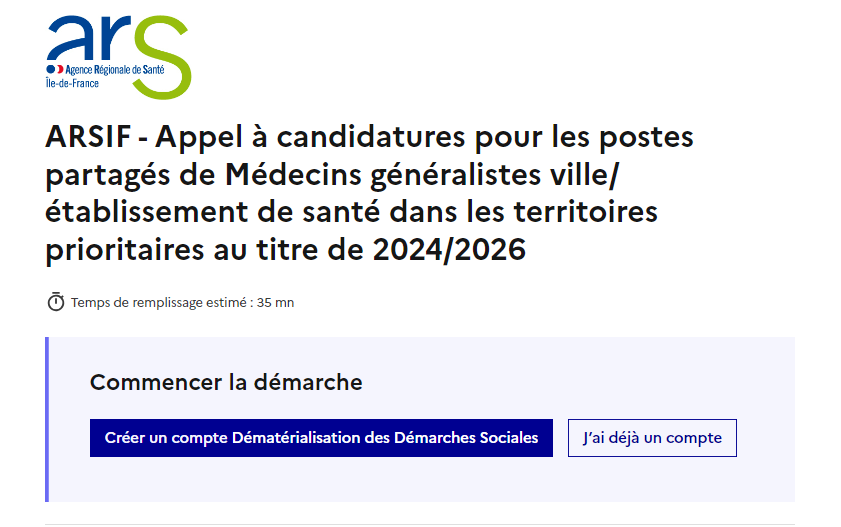 ars
Agence Régionale de Santé
Île-de-France
ARSIF - Appel à candidatures pour les postes
partagés de Médecins généralistes ville/
établissement de santé dans les territoires
prioritaires au titre de 2024/2026
Temps de remplissage estimé : 35 mn
Commencer la démarche
Créer un compte Dématérialisation des Démarches Sociales
J’ai déjà un compte